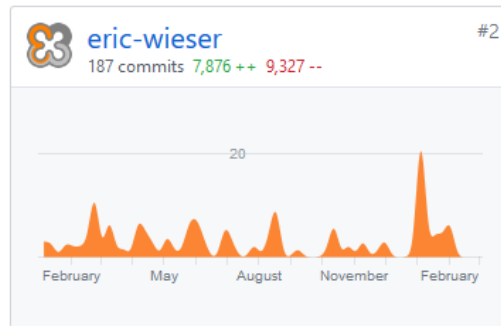 eric-wieser
#2
187 commits 7,876 ++ 9,327 --
20
February May August November February